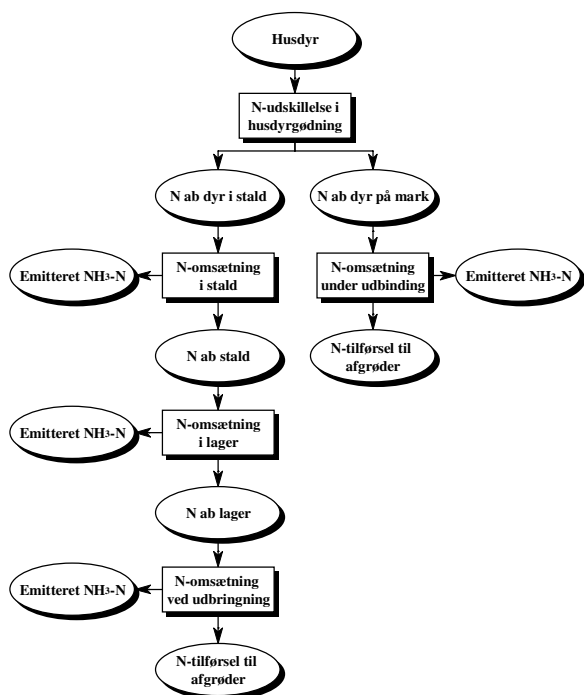 Husdyr
N-udskillelse i
husdyrgødning
N ab dyr i stald
N ab dyr på mark
Emitteret NH3-N
N-omsætning
i stald
N-omsætning
under udbinding
Emitteret NH3-N
N ab stald
N-tilførsel til
afgrøder
Emitteret NH3-N
N-omsætning
i lager
N ab lager
Emitteret NH3-N
N-omsætning
ved udbringning
N-tilførsel til
afgrøder